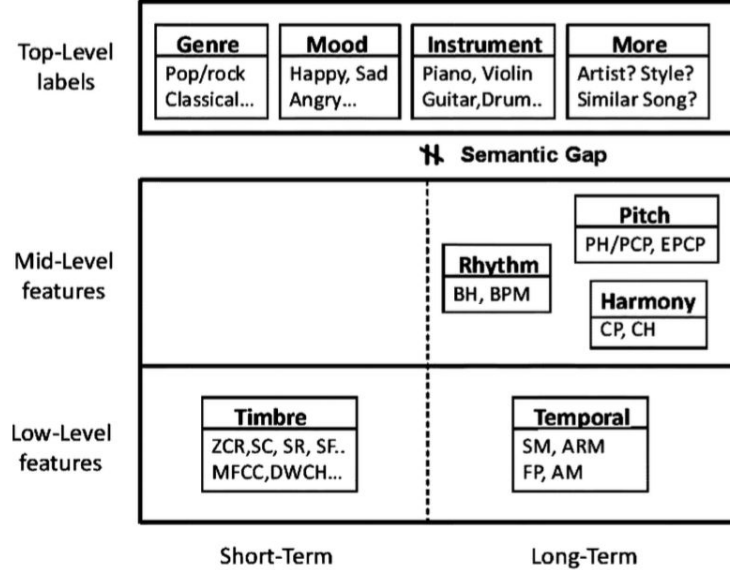 Top-Level
labels
Genre
Pop/rock
Classical...
Mood
Happy, Sad
Angry...
Instrument
Piano, Violin
Guitar,Drum..
More
Artist? Style?
Similar Song?
Semantic Gap
Mid-Level
features
Pitch
PH/PCP, EPCP
Rhythm
BH, BPM
Harmony
CP, CH
Low-Level
features
Timbre
ZCR,SC, SR, SF..
MFCC,DWCH...
Temporal
SM, ARM
FP, AM
Short-Term
Long-Term